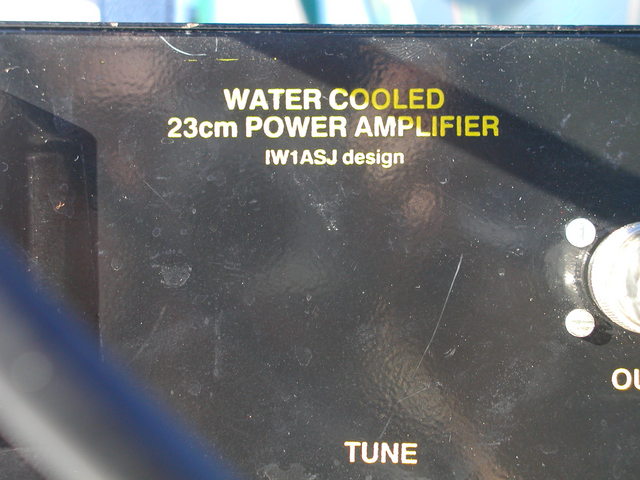 WATER COOLED
23cm POWER AMPLIFIER
IW1ASJ design
TUNE